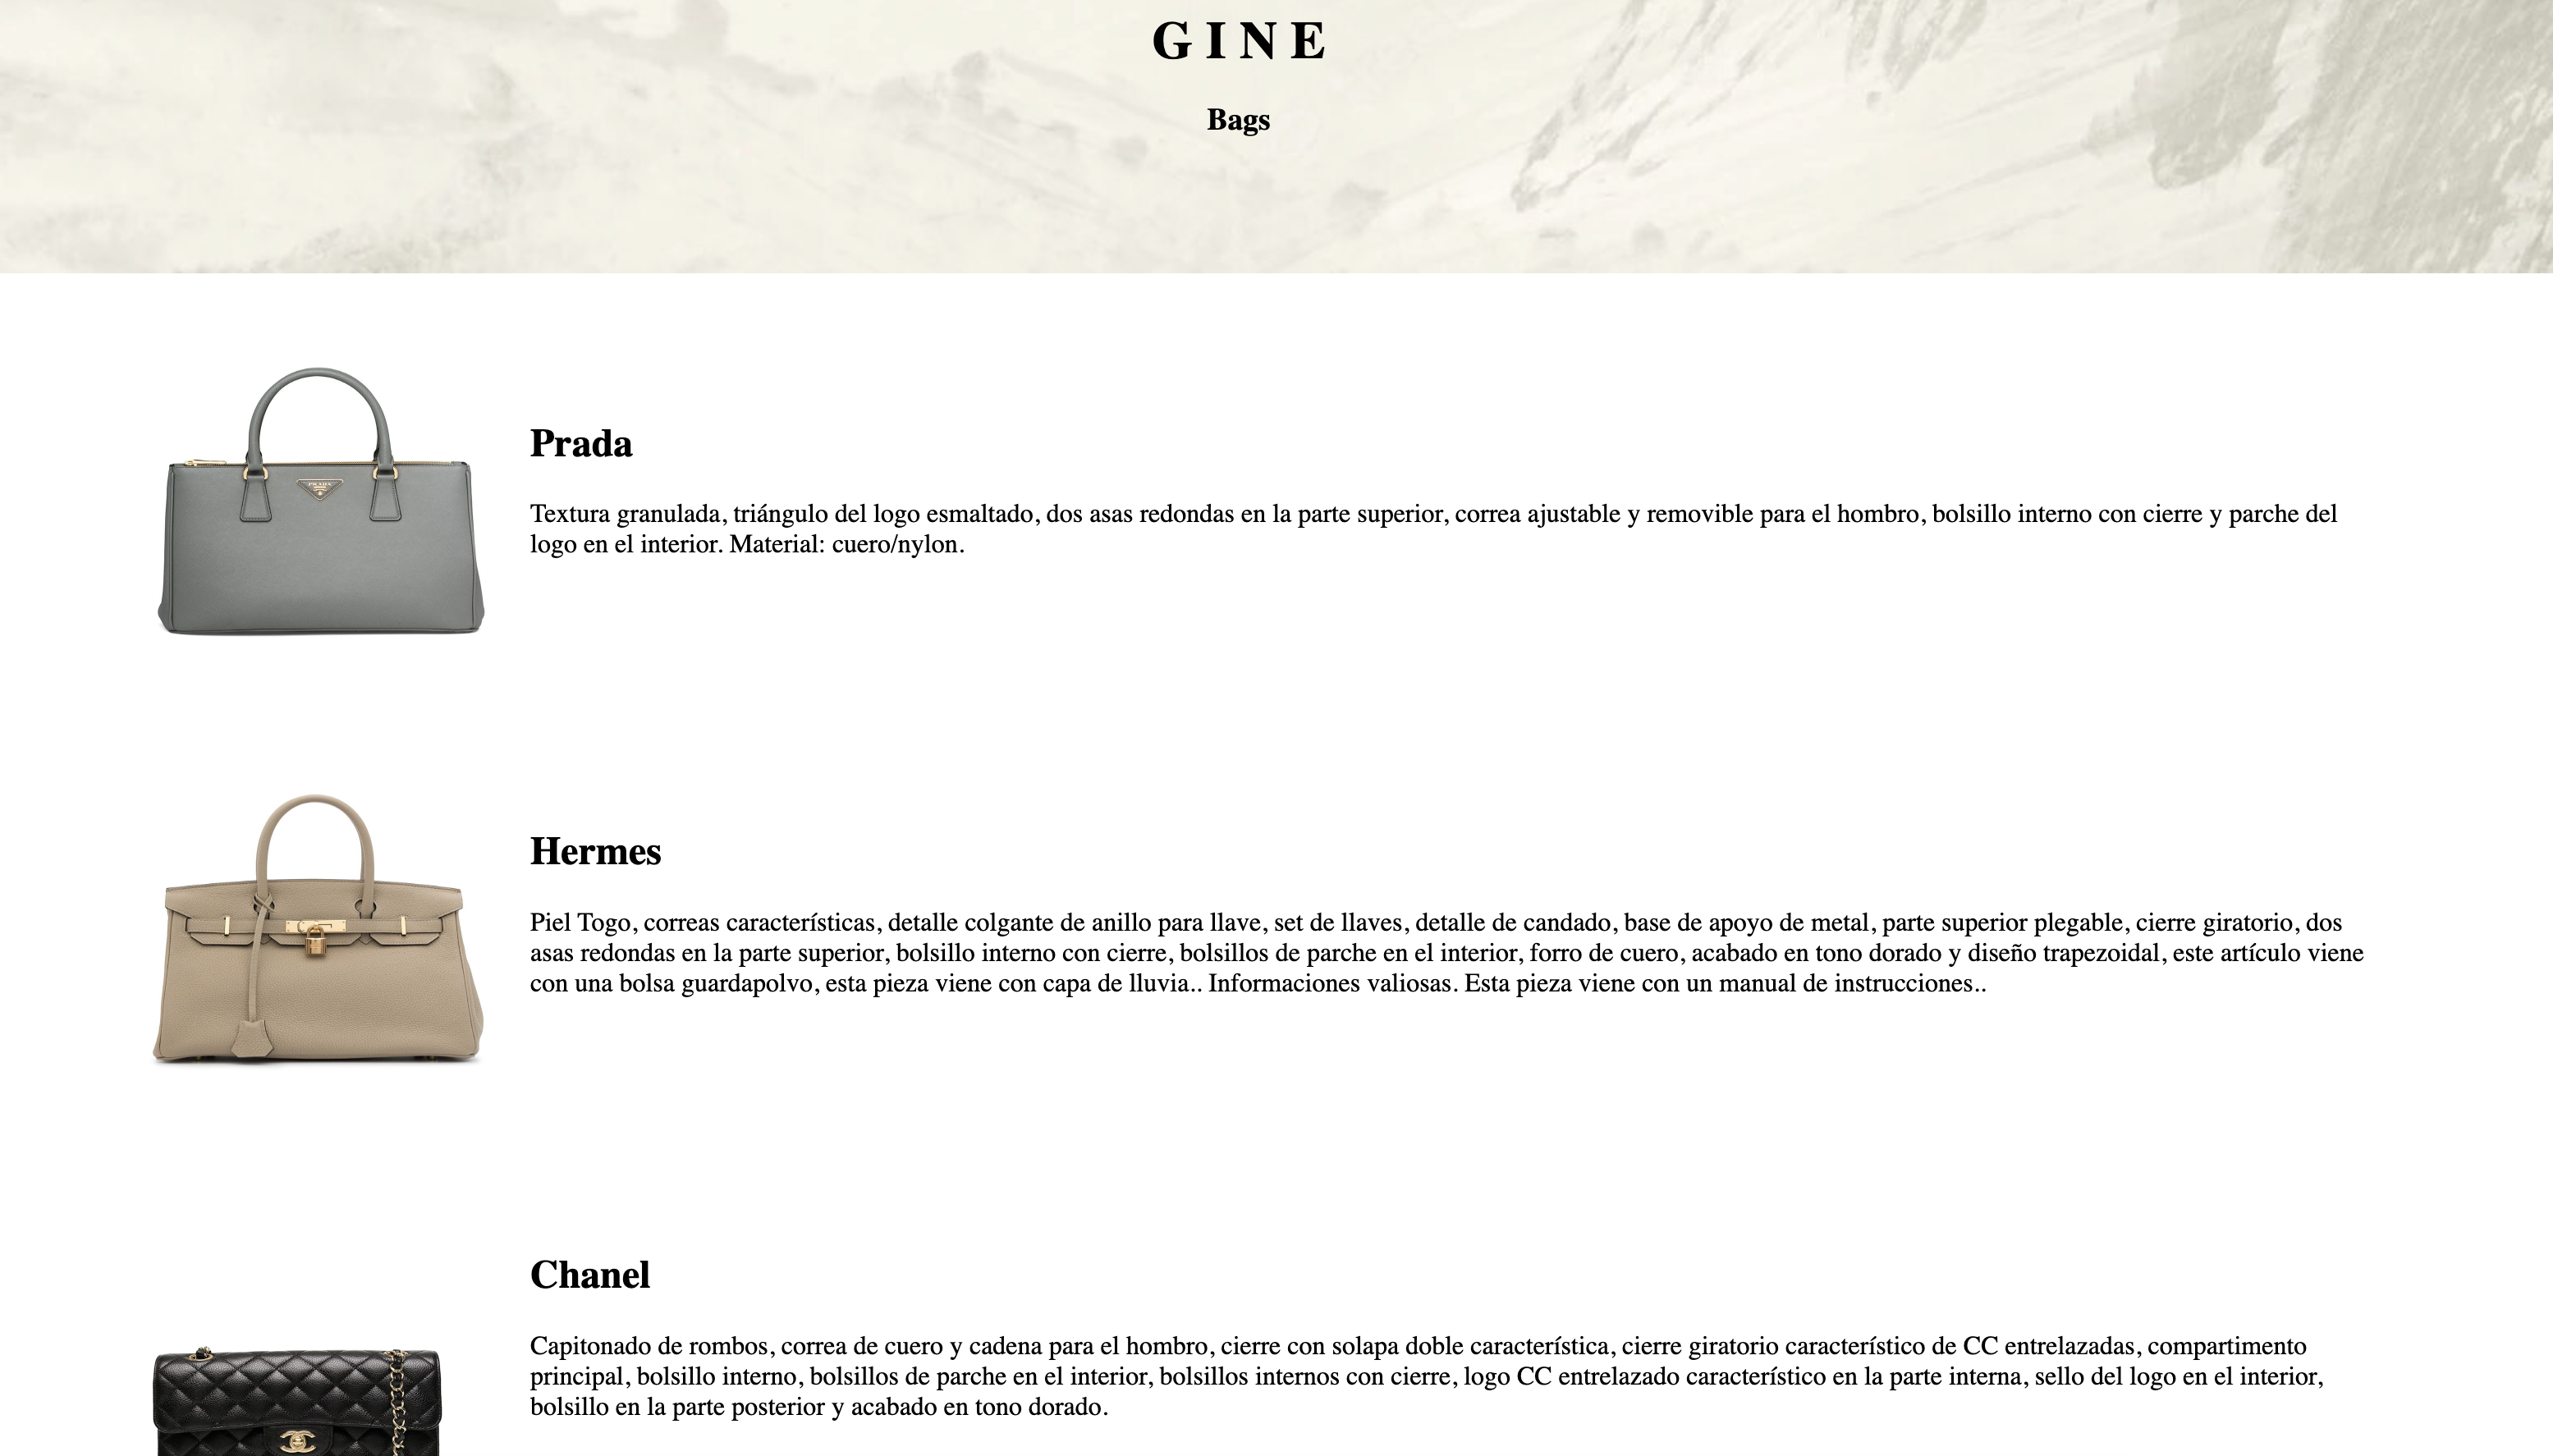 G I N E
Bags
PRADA
Prada
Textura granulada, triángulo del logo esmaltado, dos asas redondas en la parte superior, correa ajustable y removible para el hombro, bolsillo interno con cierre y parche del
logo en el interior. Material: cuero/nylon.
Hermes
Piel Togo, correas características, detalle colgante de anillo para llave, set de llaves, detalle de candado, base de apoyo de metal, parte superior plegable, cierre giratorio, dos
asas redondas en la parte superior, bolsillo interno con cierre, bolsillos de parche en el interior, forro de cuero, acabado en tono dorado y diseño trapezoidal, este artículo viene
con una bolsa guardapolvo, esta pieza viene con capa de lluvia.. Informaciones valiosas. Esta pieza viene con un manual de instrucciones..
Chanel
Capitonado de rombos, correa de cuero y cadena para el hombro, cierre con solapa doble característica, cierre giratorio característico de CC entrelazadas, compartimento
principal, bolsillo interno, bolsillos de parche en el interior, bolsillos internos con cierre, logo CC entrelazado característico en la parte interna, sello del logo en el interior,
bolsillo en la parte posterior y acabado en tono dorado.